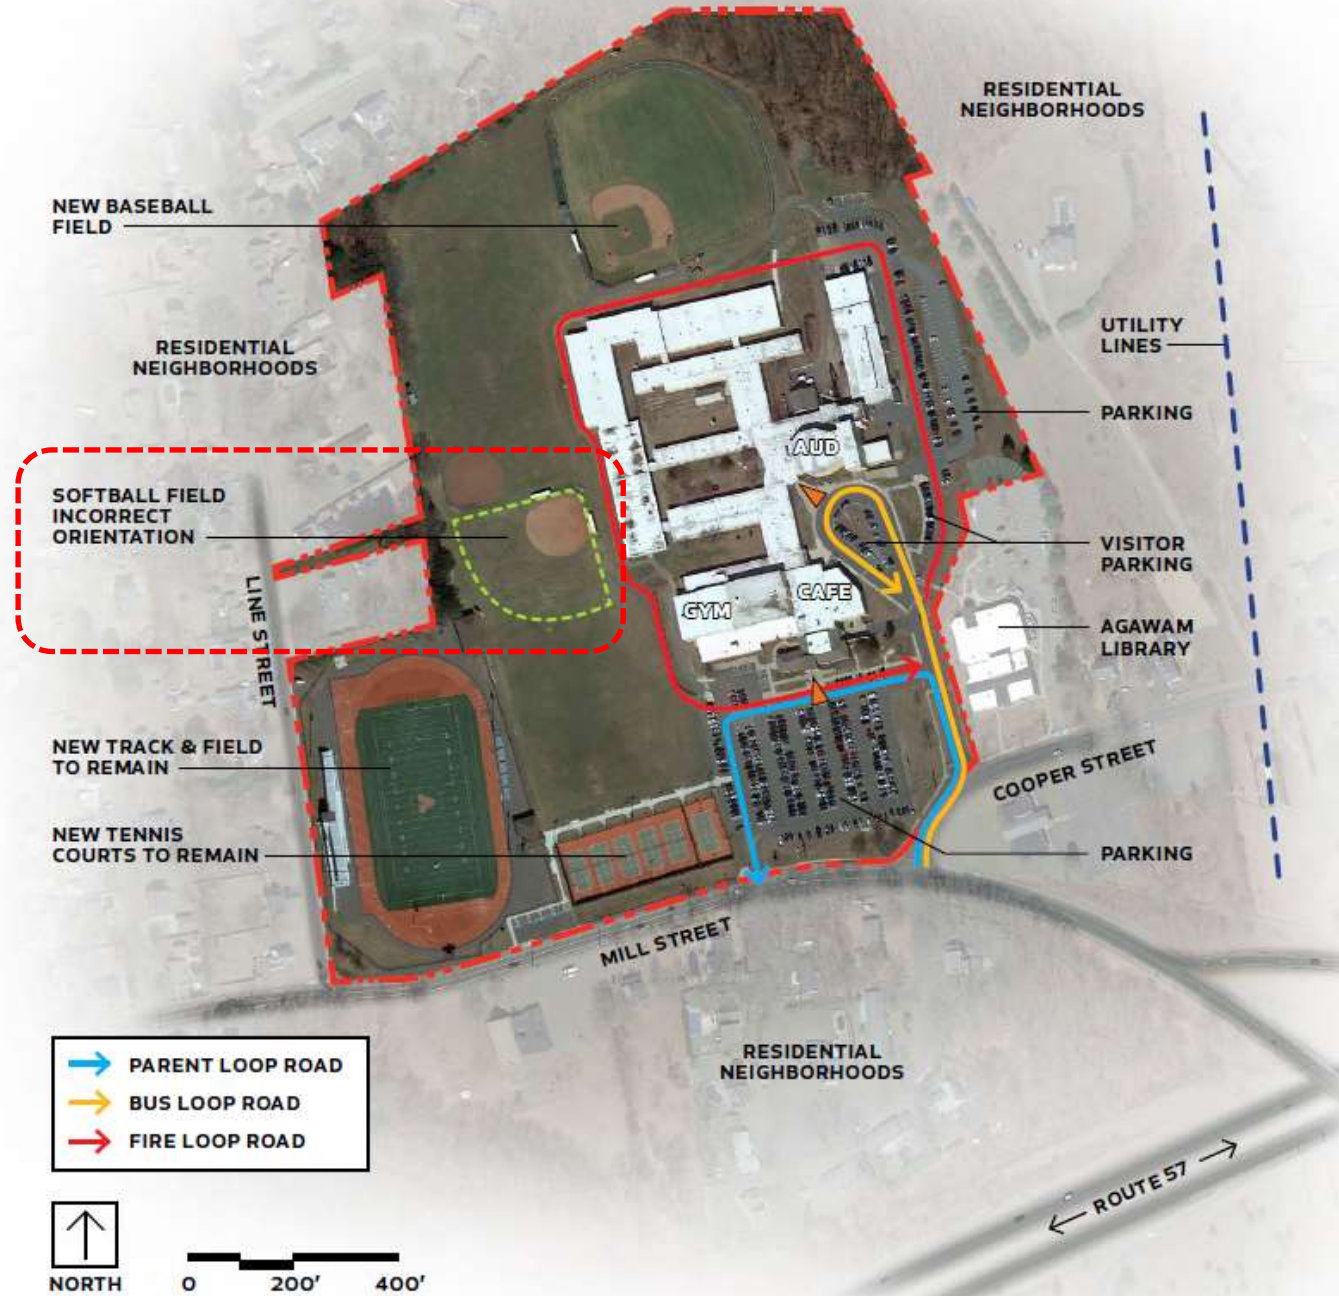 RESIDENTIAL
NEIGHBORHOODS
NEW BASEBALL
FIELD
RESIDENTIAL
NEIGHBORHOODS
UTILITY
LINES
PARKING
AUD
SOFTBALL FIELD
INCORRECT
ORIENTATION
VISITOR
PARKING
GYM
CAFE
LINE STREET
AGAWAM
LIBRARY
NEW TRACK & FIELD
TO REMAIN
COOPER STREET
NEW TENNIS
COURTS TO REMAIN
PARKING
MILL STREET
RESIDENTIAL
NEIGHBORHOODS
PARENT LOOP ROAD
BUS LOOP ROAD
FIRE LOOP ROAD
ROUTE 57
NORTH
0 200' 400'